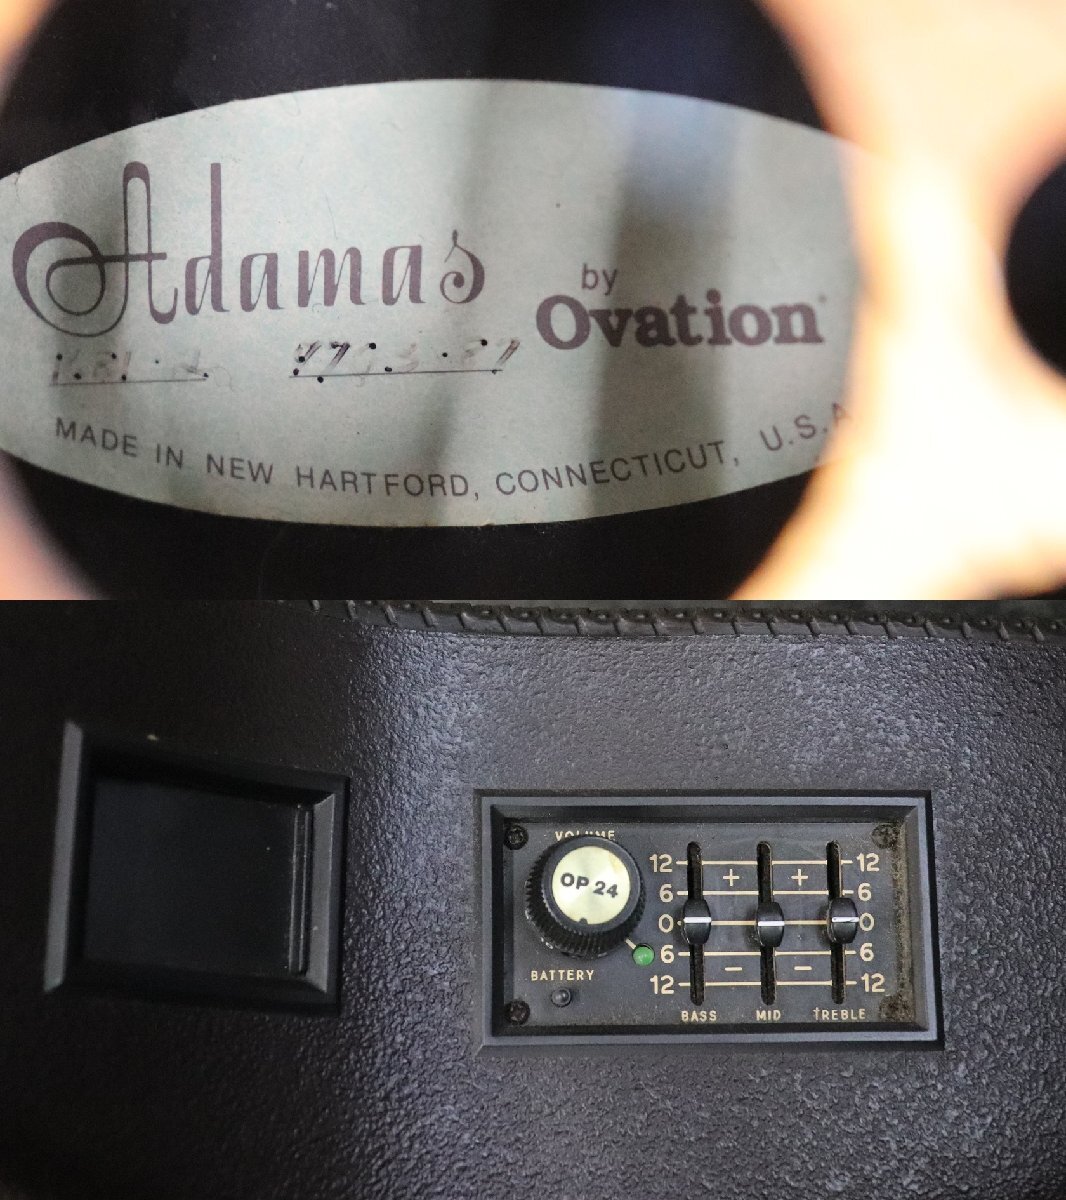 Adamas
by
Ovation
MADE IN NEW HARTFORD, CONNECTICUT, U.S.A
VOLUME
OP 24
BATTERY
12 + + 12
6 6
0 0
6 6
12 - - 12
BASS MID TREBLE